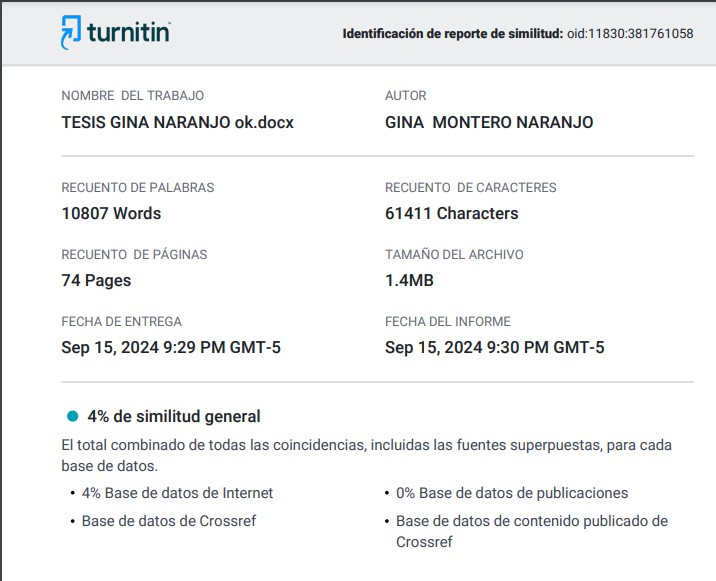 turnitin
Identificación de reporte de similitud: oid:11830:381761058
NOMBRE DEL TRABAJO
TESIS GINA NARANJO ok.docx
AUTOR
GINA MONTERO NARANJO
RECUENTO DE PALABRAS
10807 Words
RECUENTO DE CARACTERES
61411 Characters
RECUENTO DE PÁGINAS
74 Pages
TAMAÑO DEL ARCHIVO
1.4MB
FECHA DE ENTREGA
Sep 15, 2024 9:29 PM GMT-5
FECHA DEL INFORME
Sep 15, 2024 9:30 PM GMT-5
4% de similitud general
El total combinado de todas las coincidencias, incluidas las fuentes superpuestas, para cada
base de datos.
• 4% Base de datos de Internet
• 0% Base de datos de publicaciones
• Base de datos de Crossref
• Base de datos de contenido publicado de
Crossref